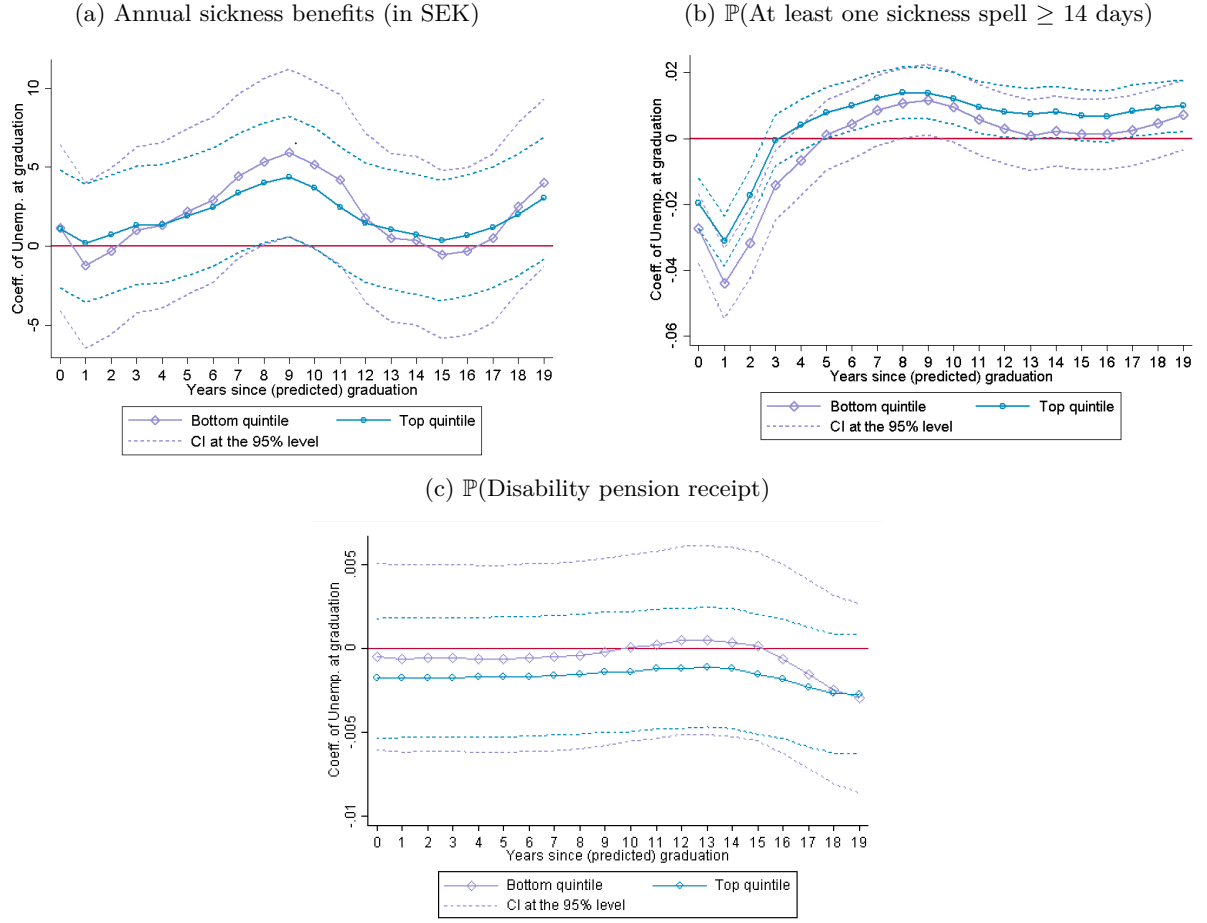 (a) Annual sickness benefits (in SEK)
Coeff. of Unemp. at graduation
10
5
0
-5
0 1 2 3 4 5 6 7 8 9 10 11 12 13 14 15 16 17 18 19
Years since (predicted) graduation
Bottom quintile Top quintile
CI at the 95% level
(b) ℙ(At least one sickness spell ≥ 14 days)
Coeff. of Unemp. at graduation
.02
0
-.02
-.04
-.06
0 1 2 3 4 5 6 7 8 9 10 11 12 13 14 15 16 17 18 19
Years since (predicted) graduation
Bottom quintile Top quintile
CI at the 95% level
(c) ℙ(Disability pension receipt)
Coeff. of Unemp. at graduation
.005
0
-.005
-.01
0 1 2 3 4 5 6 7 8 9 10 11 12 13 14 15 16 17 18 19
Years since (predicted) graduation
Bottom quintile Top quintile
CI at the 95% level